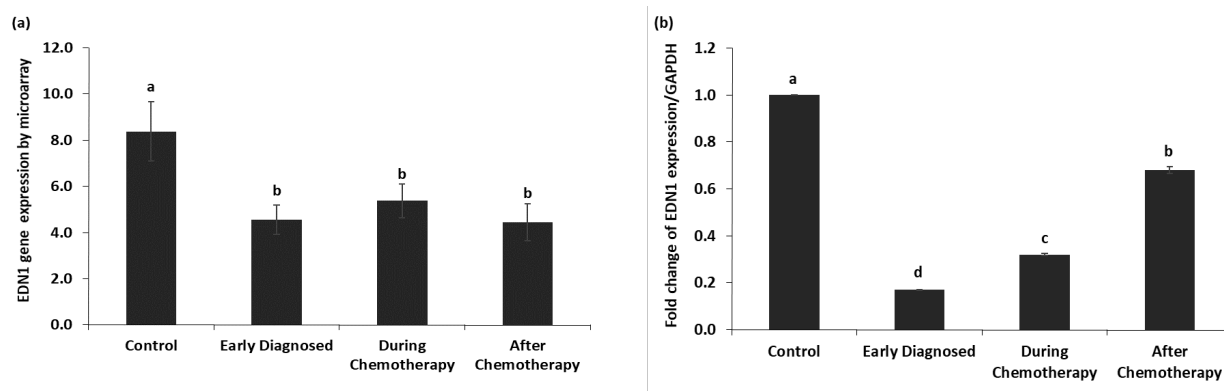 (a)
EDN1 gene expression by microarray
12.0
10.0
8.0
6.0
4.0
2.0
0.0
a
b
b
b
Control
Early Diagnosed
During
Chemotherapy
After
Chemotherapy
(b)
Fold change of EDN1 expression/GAPDH
1.2
1.0
0.8
0.6
0.4
0.2
0.0
a
d
c
b
Control
Early Diagnosed
During
Chemotherapy
After
Chemotherapy